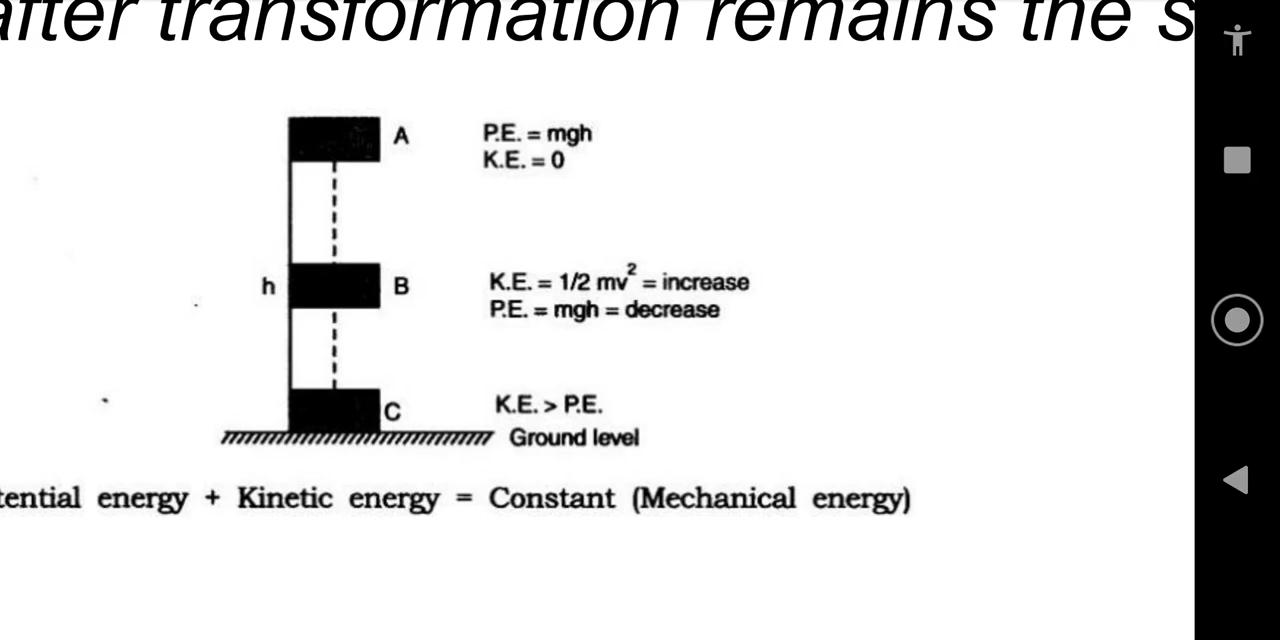 after transformation remains the s
A
P.E. = mgh
K.E. = 0
h
B
K.E. = 1/2 mv² = increase
P.E. = mgh = decrease
C
K.E. > P.E.
Ground level
tential energy + Kinetic energy = Constant (Mechanical energy)